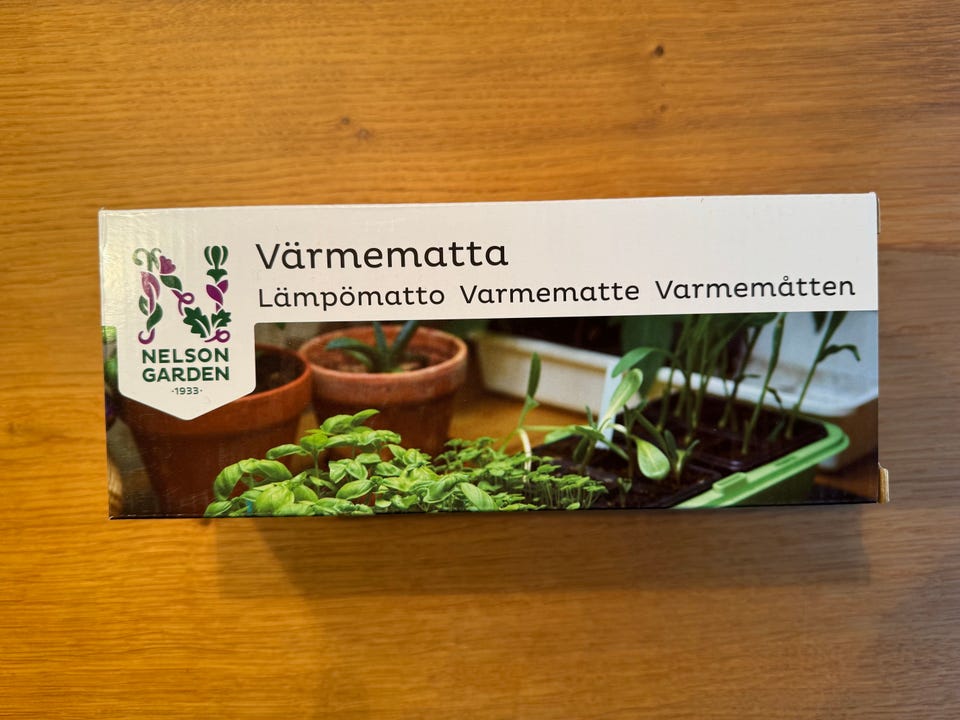 Värmematta
Lämpömatto Varmematte Varmemåtten
NELSON
GARDEN
·1933·